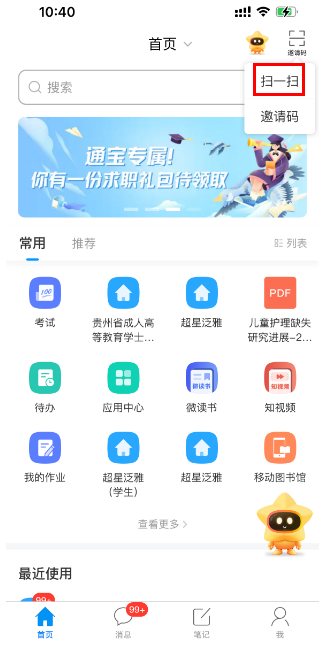 10:40
首页
邀请码
搜索
扫一扫
邀请码
通宝专属!
你有一份求职礼包待领取
常用
推荐
列表
100
PDF
考试
贵州省成人高
等教育学士...
超星泛雅
儿童护理缺失
研究进展-2...
微读书
知视频
待办
应用中心
微读书
知视频
我的作业
超星泛雅
(学生)
超星泛雅
移动图书馆
查看更多
最近使用
99+
99+
首页
消息
笔记
我